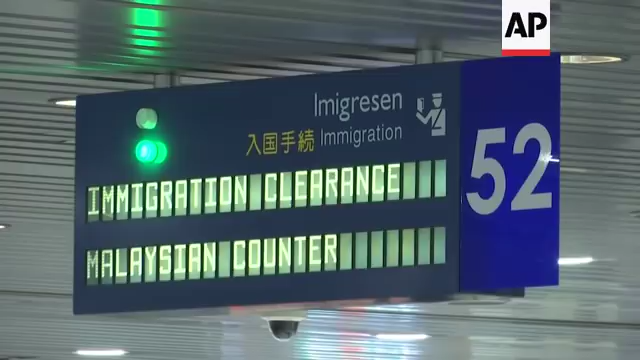 AP
Imigresen
入国手続 Immigration
52
IMMIGRATION CLEARANCE
MALAYSIAN COUNTER